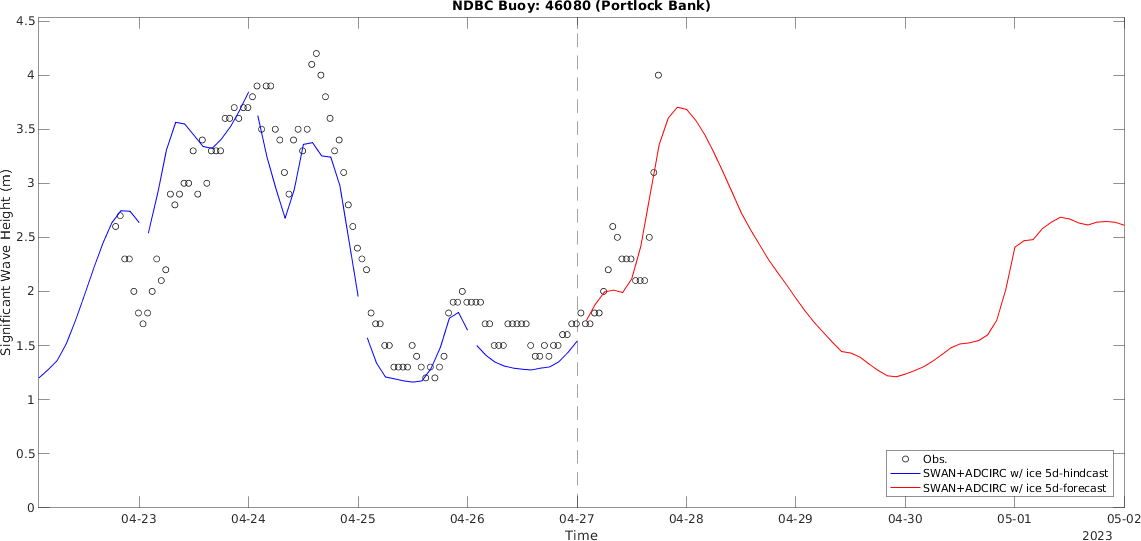 NDBC Buoy: 46080 (Portlock Bank)
4.5
4
3.5
3
2.5
2
1.5
1
0.5
0
Significant Wave Height (m)
Obs.
SWAN+ADCIRC w/ ice 5d-hindcast
SWAN+ADCIRC w/ ice 5d-forecast
04-23 04-24 04-25 04-26 04-27 04-28 04-29 04-30 05-01 05-02
Time
2023